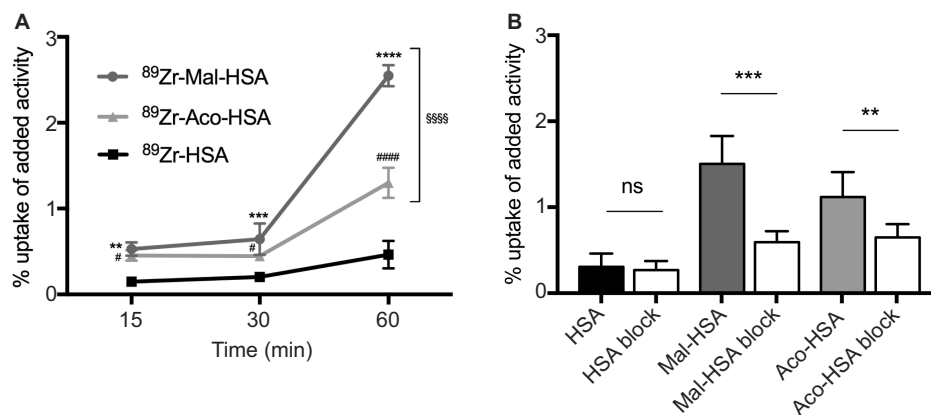 A
% uptake of added activity
3
2
1
0
⁸⁹Zr-Mal-HSA
⁸⁹Zr-Aco-HSA
⁸⁹Zr-HSA
**
#
***
#
****
####
§§§§
15
30
60
Time (min)
B
% uptake of added activity
3
2
1
0
ns
***
**
HSA
HSA block
Mal-HSA
Mal-HSA block
Aco-HSA
Aco-HSA block